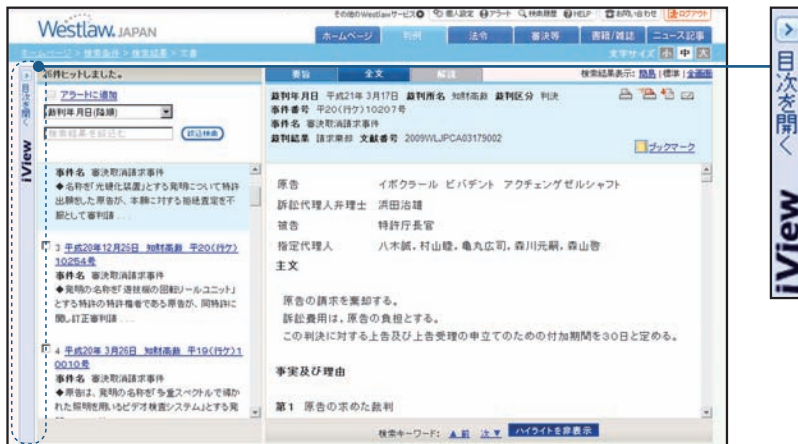 その他のWestlawサービス 個人設定 アラート 検索履歴 HELP お問い合わせ ログアウト
Westlaw. JAPAN
ホームページ 判例 法令 審決等 書籍/雑誌 ニュース記事
ホームページ > 検索条件 > 検索結果 > 文書 文字サイズ 小 中 大
件ヒットしました。
要旨 全文 解説 検索結果表示: 簡易 | 標準 | 全画面
アラートに追加
裁判年月日(降順)
検索結果を絞込む 絞込検索
目次を開く
iView
裁判年月日 平成21年 3月17日 裁判所名 知財高裁 裁判区分 判決
事件番号 平20(行ケ)10207号
事件名 審決取消請求事件
裁判結果 請求棄却 文献番号 2009WLJPCA03179002
ブックマーク
事件名 審決取消請求事件
◆名称を「光硬化装置」とする発明について特許
出願した原告が、本願に対する拒絶査定を不
服として審判請 ...
3 平成20年12月25日 知財高裁 平20(行ケ)
10254号
事件名 審決取消請求事件
◆発明の名称を「遊技機の回転リールユニット」
とする特許の特許権者である原告が、同特許に
関し訂正審判請 ...
4 平成20年 3月26日 知財高裁 平19(行ケ)1
0010号
事件名 審決取消請求事件
◆原告は、発明の名称を「多重スペクトルで導か
れた照明を用いるビデオ検査システム」とする発
原告 イボクラール ビバデント アクチェンゲゼルシャフト
訴訟代理人弁理士 浜田治雄
被告 特許庁長官
指定代理人 八木誠,村山睦,亀丸広司,森川元嗣,森山啓
主文
原告の請求を棄却する。
訴訟費用は,原告の負担とする。
この判決に対する上告及び上告受理の申立てのための付加期間を30日と定める。
事実及び理由
第1 原告の求めた裁判
検索キーワード: ▲前 次▼ ハイライトを非表示
目次を開く
iView